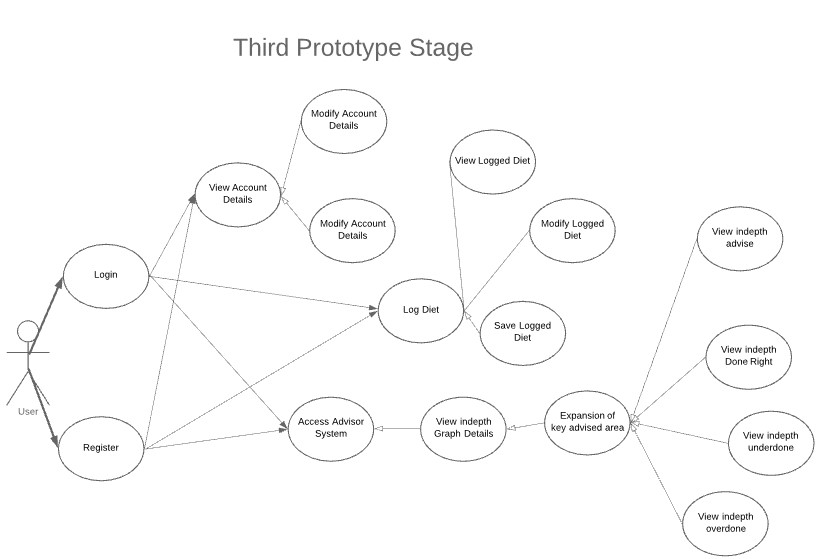 Third Prototype Stage
Modify Account
Details
View Account
Details
Modify Account
Details
View Logged Diet
Modify Logged
Diet
Save Logged
Diet
Login
Log Diet
User
Register
Access Advisor
System
View indepth
Graph Details
Expansion of
key advised area
View indepth
advise
View indepth
Done Right
View indepth
underdone
View indepth
overdone